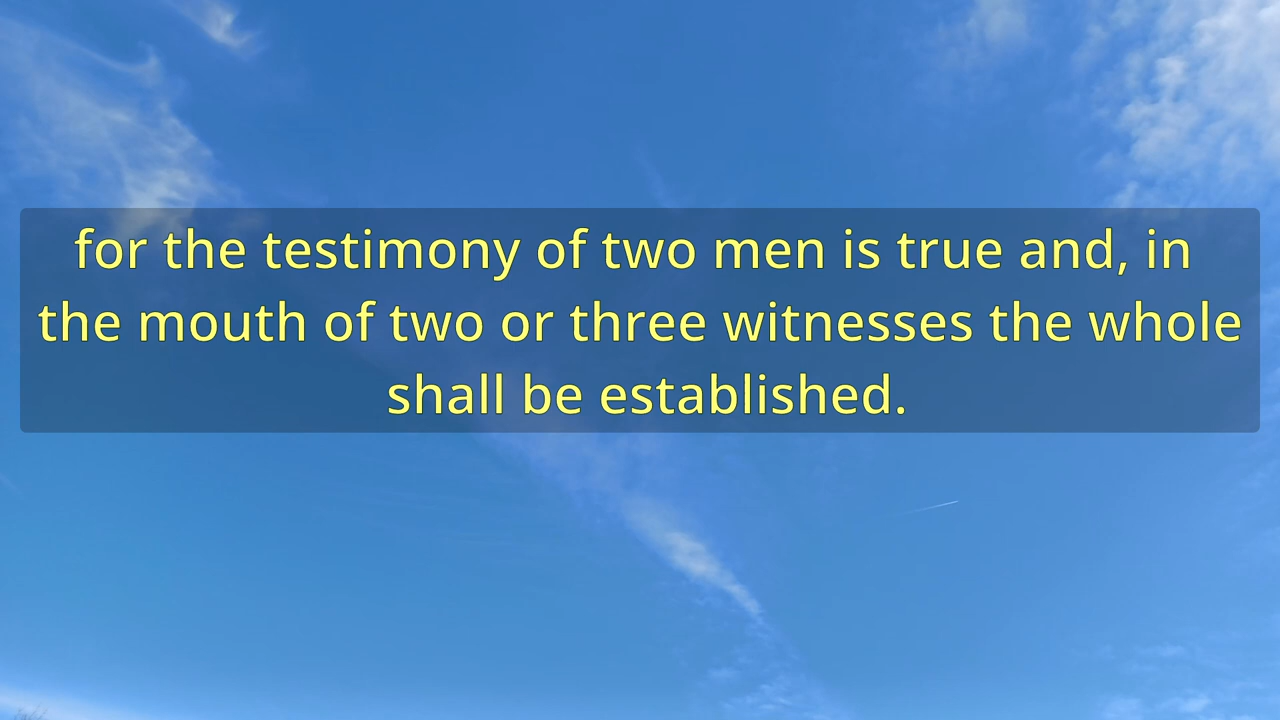 for the testimony of two men is true and, in
the mouth of two or three witnesses the whole
shall be established.